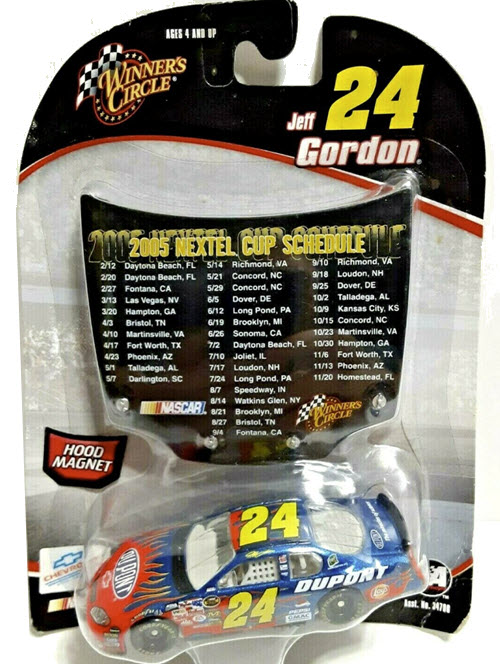 AGES 4 AND UP
WINNER'S
CIRCLE
Jeff 24
Gordon
2005 NEXTEL CUP SCHEDULE
2/12 Daytona Beach, FL
2/20 Daytona Beach, FL
2/27 Fontana, CA
3/13 Las Vegas, NV
3/20 Hampton, GA
4/3 Bristol, TN
4/10 Martinsville, VA
4/17 Fort Worth, TX
4/23 Phoenix, AZ
5/1 Talladega, AL
5/7 Darlington, SC
5/14 Richmond, VA
5/21 Concord, NC
5/29 Concord, NC
6/5 Dover, DE
6/12 Long Pond, PA
6/19 Brooklyn, MI
6/26 Sonoma, CA
7/2 Daytona Beach, FL
7/10 Joliet, IL
7/17 Loudon, NH
7/24 Long Pond, PA
8/7 Speedway, IN
8/14 Watkins Glen, NY
8/21 Brooklyn, MI
8/27 Bristol, TN
9/4 Fontana, CA
9/10 Richmond, VA
9/18 Loudon, NH
9/25 Dover, DE
10/2 Talladega, AL
10/9 Kansas City, KS
10/15 Concord, NC
10/23 Martinsville, VA
10/30 Hampton, GA
11/6 Fort Worth, TX
11/13 Phoenix, AZ
11/20 Homestead, FL
NASCAR
WINNER'S
CIRCLE
HOOD
MAGNET
CHEVROLET
24
DUPONT
DUPONT
24
PEPSI
GMAC
Asst. No. 34780